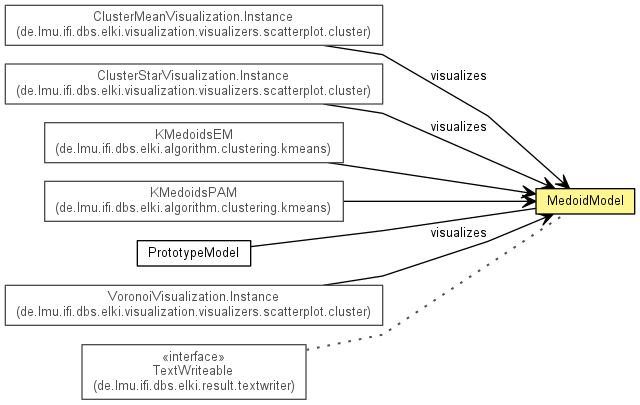 ClusterMeanVisualization.Instance
(de.lmu.ifi.dbs.elki.visualization.visualizers.scatterplot.cluster)
visualizes
ClusterStarVisualization.Instance
(de.lmu.ifi.dbs.elki.visualization.visualizers.scatterplot.cluster)
visualizes
KMedoidsEM
(de.lmu.ifi.dbs.elki.algorithm.clustering.kmeans)
KMedoidsPAM
(de.lmu.ifi.dbs.elki.algorithm.clustering.kmeans)
MedoidModel
PrototypeModel
visualizes
VoronoiVisualization.Instance
(de.lmu.ifi.dbs.elki.visualization.visualizers.scatterplot.cluster)
«interface»
TextWriteable
(de.lmu.ifi.dbs.elki.result.textwriter)